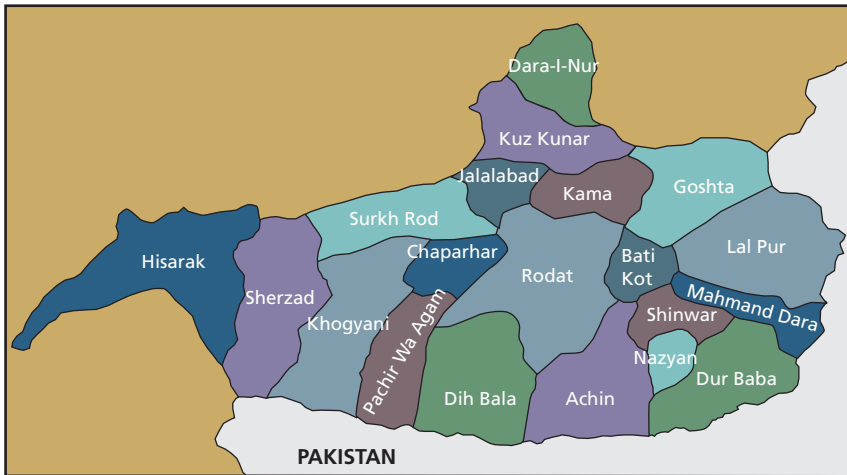 Dara-I-Nur
Kuz Kunar
Jalalabad
Kama
Goshta
Surkh Rod
Chaparhar
Bati
Kot
Lal Pur
Hisarak
Rodat
Sherzad
Mahmand Dara
Khogyani
Shinwar
Pachir Wa Agam
Nazyan
Dur Baba
Dih Bala
Achin
PAKISTAN